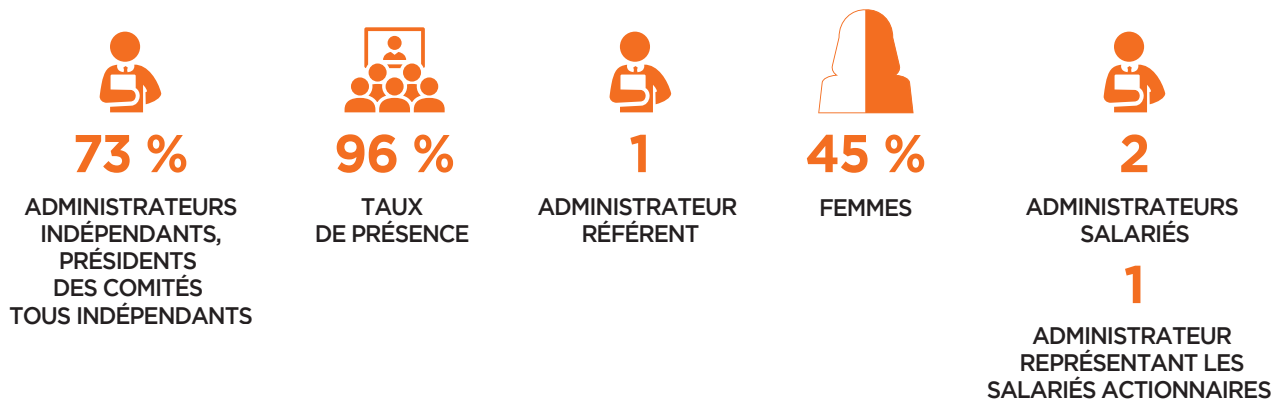 73 %
ADMINISTRATEURS
INDÉPENDANTS,
PRÉSIDENTS
DES COMITÉS
TOUS INDÉPENDANTS
96 %
TAUX
DE PRÉSENCE
1
ADMINISTRATEUR
RÉFÉRENT
45 %
FEMMES
2
ADMINISTRATEURS
SALARIÉS
1
ADMINISTRATEUR
REPRÉSENTANT LES
SALARIÉS ACTIONNAIRES